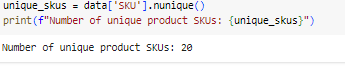 unique_skus = data['SKU'].nunique()
print(f"Number of unique product SKUs: {unique_skus}")
Number of unique product SKUs: 20